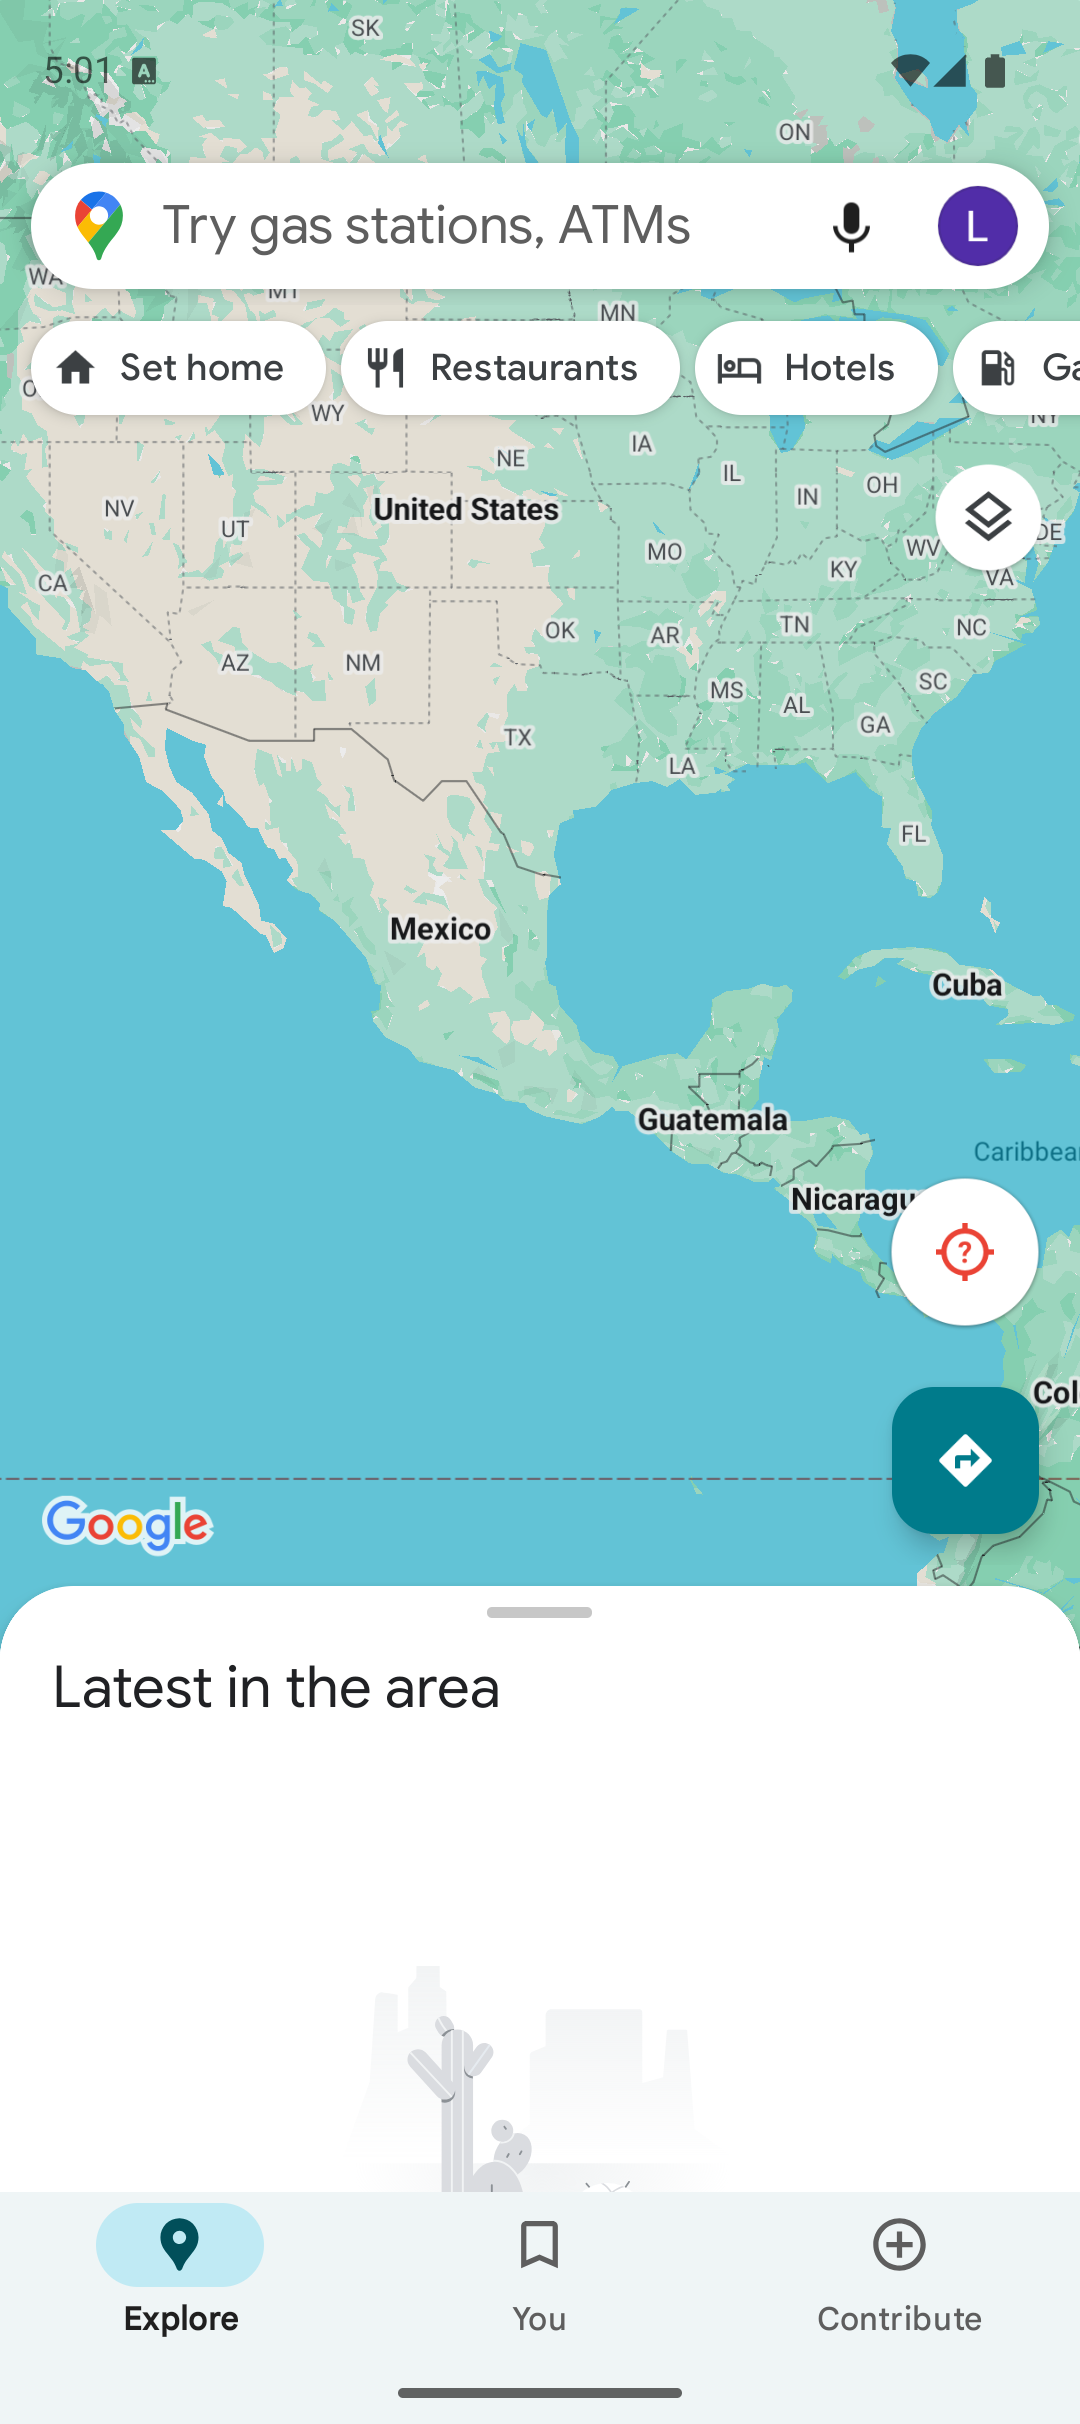 SK
5:01
ON
Try gas stations, ATMs
L
WA
MT
MN
Set home
Restaurants
Hotels
Ga
WY
NY
IA
NE
IL
OH
IN
NV
United States
UT
DE
MO
WV
KY
VA
CA
TN
NC
OK
AR
AZ
NM
SC
MS
AL
GA
TX
LA
FL
Mexico
Cuba
Guatemala
Caribbea
Nicaragu
?
Col
Google
Latest in the area
Explore
You
Contribute